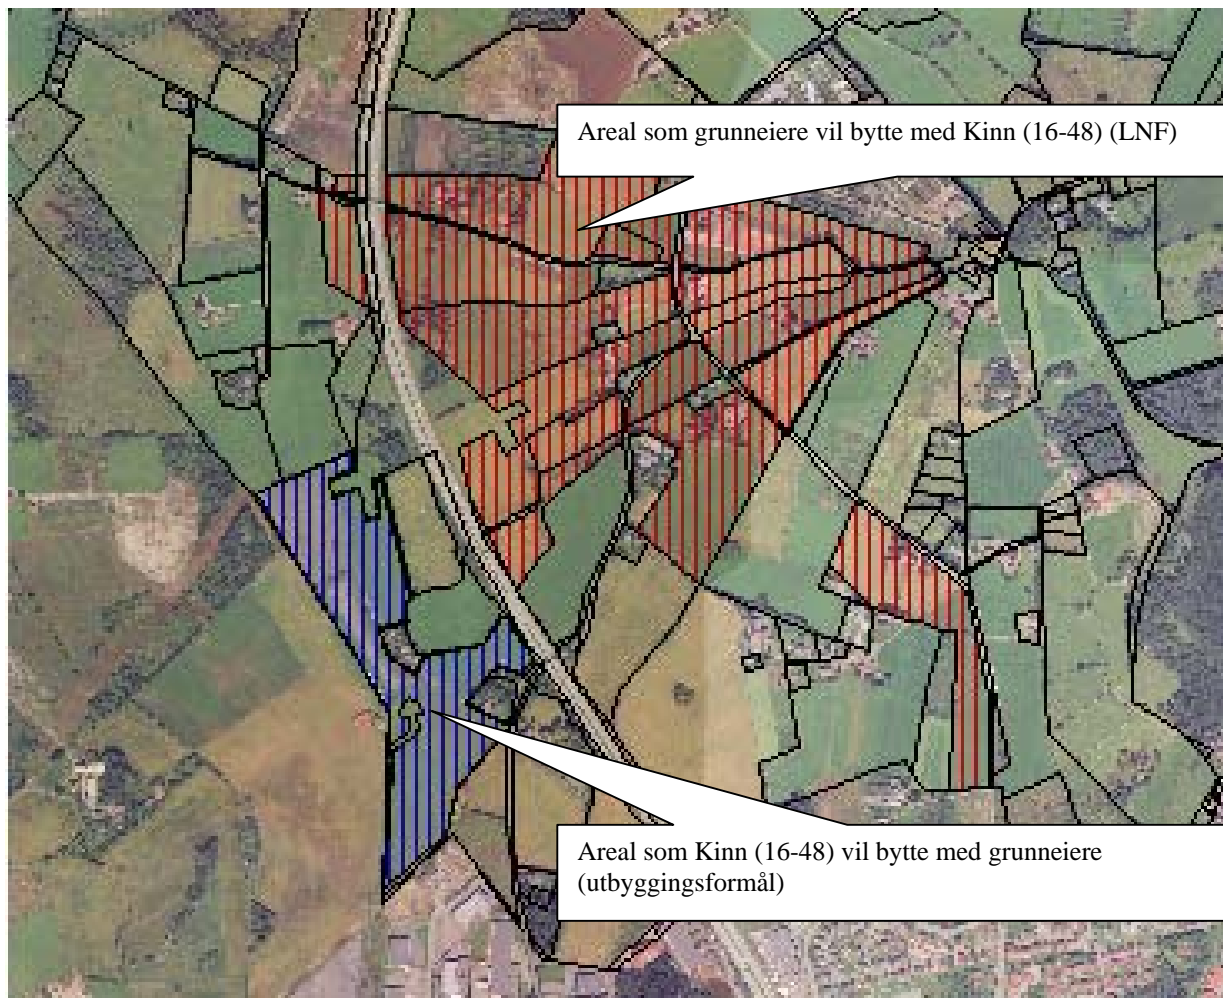 Areal som grunneiere vil bytte med Kinn (16-48) (LNF)
Areal som Kinn (16-48) vil bytte med grunneiere
(utbyggingsformål)